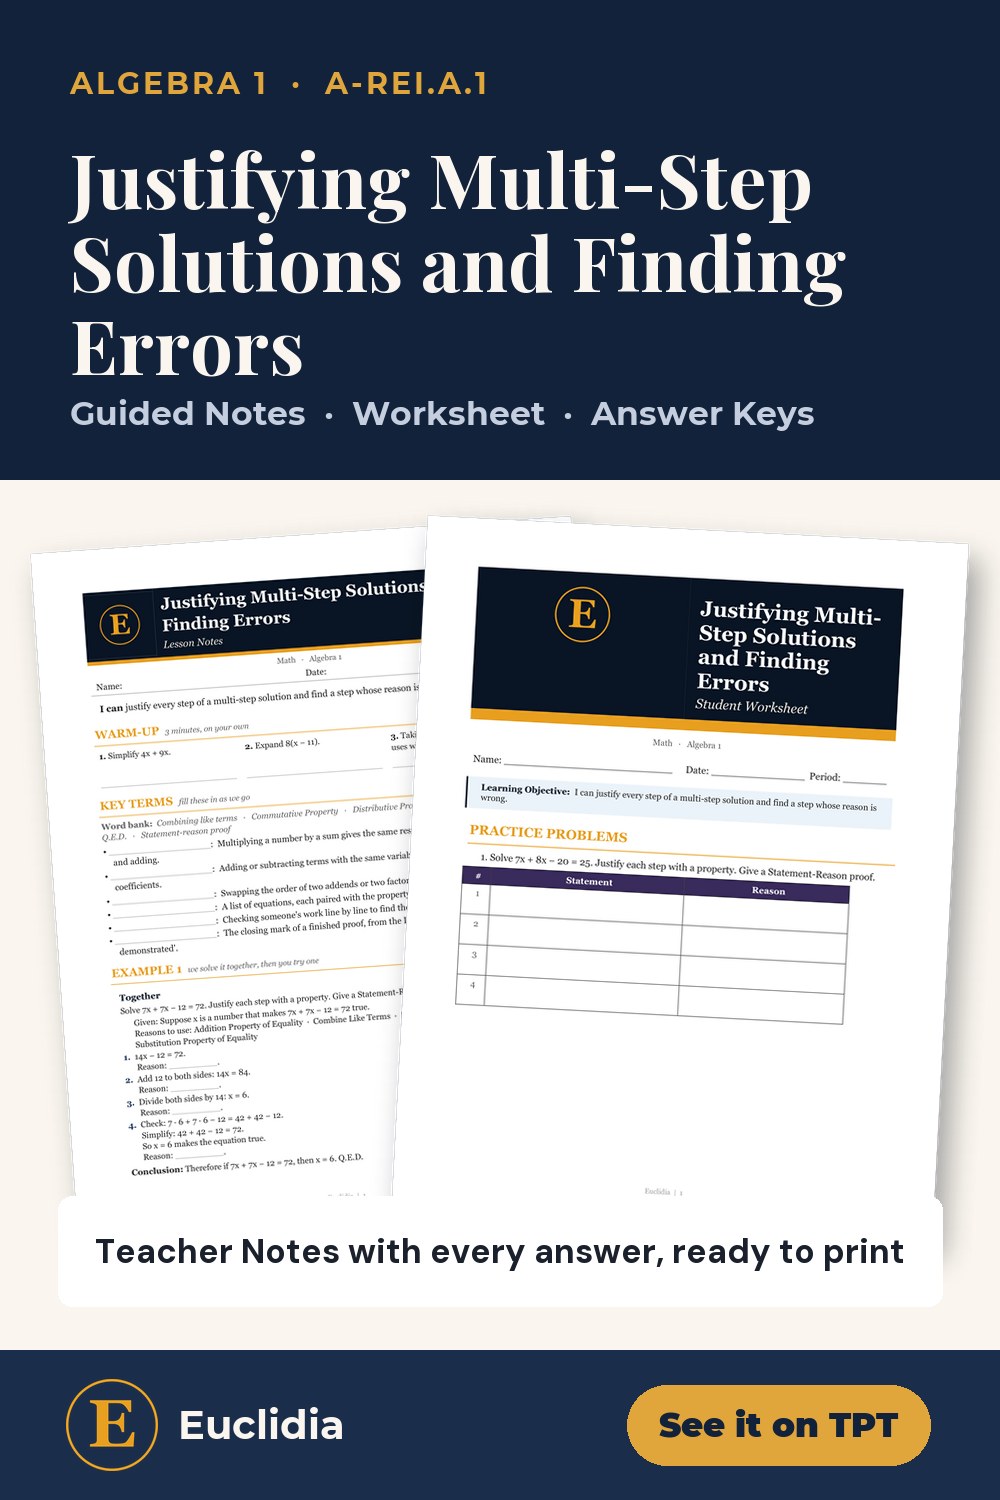 ALGEBRA 1 · A-REI.A.1
Justifying Multi-Step
Solutions and Finding
Errors
Guided Notes · Worksheet · Answer Keys
E
Justifying Multi-Step Solutions
Finding Errors
Lesson Notes
Math · Algebra 1
Name:
Date:
I can justify every step of a multi-step solution and find a step whose reason is
WARM-UP 3 minutes, on your own
1. Simplify 4x + 9x.
2. Expand 8(x − 11).
3.
uses
KEY TERMS fill these in as we go
Word bank: Combining like terms · Commutative Property · Distributive
Q.E.D. · Statement-reason proof
• ____________: Multiplying a number by a sum gives the same
and adding.
• ____________: Adding or subtracting terms with the same
coefficients.
• ____________: Swapping the order of two addends or two
• ____________: A list of equations, each paired with the
• ____________: Checking someone's work line by line to find
• ____________: The closing mark of a finished proof, from the
demonstrated'.
EXAMPLE 1 we solve it together, then you try one
Together
Solve 7x + 7x − 12 = 72. Justify each step with a property. Give a
Given: Suppose x is a number that makes 7x + 7x − 12 = 72 true.
Reasons to use: Addition Property of Equality · Combine Like Terms ·
Substitution Property of Equality
1. 14x − 12 = 72.
Reason: __________.
2. Add 12 to both sides: 14x = 84.
Reason: __________.
3. Divide both sides by 14: x = 6.
Reason: __________.
4. Check: 7 · 6 + 7 · 6 − 12 = 42 + 42 − 12.
Simplify: 42 + 42 − 12 = 72.
So x = 6 makes the equation true.
Reason: __________.
Conclusion: Therefore if 7x + 7x − 12 = 72, then x = 6. Q.E.D.
E
Justifying Multi-
Step Solutions
and Finding
Errors
Student Worksheet
Math · Algebra 1
Name: ____________ Date: ____________ Period: ______
Learning Objective: I can justify every step of a multi-step solution and find a step whose reason is
wrong.
PRACTICE PROBLEMS
1. Solve 7x + 8x − 20 = 25. Justify each step with a property. Give a Statement-Reason proof.
# Statement Reason
1
2
3
4
Euclidia | 1
Teacher Notes with every answer, ready to print
E
Euclidia
See it on TPT